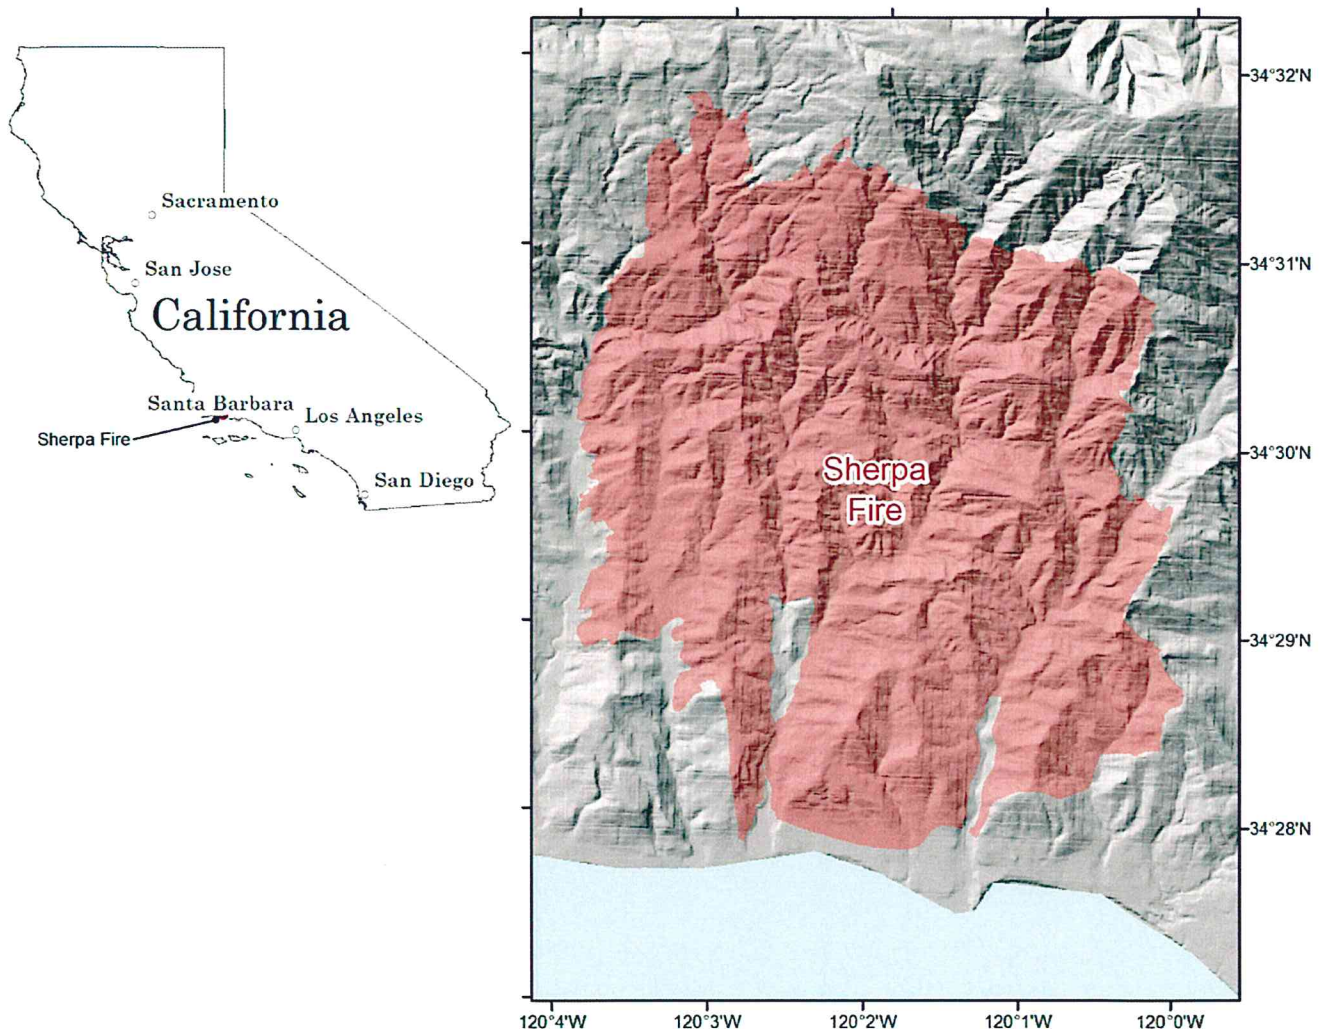 Sacramento
San Jose
California
Santa Barbara
Los Angeles
Sherpa Fire
San Diego
Sherpa
Fire
34°32'N
34°31'N
34°30'N
34°29'N
34°28'N
120°4'W
120°3'W
120°2'W
120°1'W
120°0'W